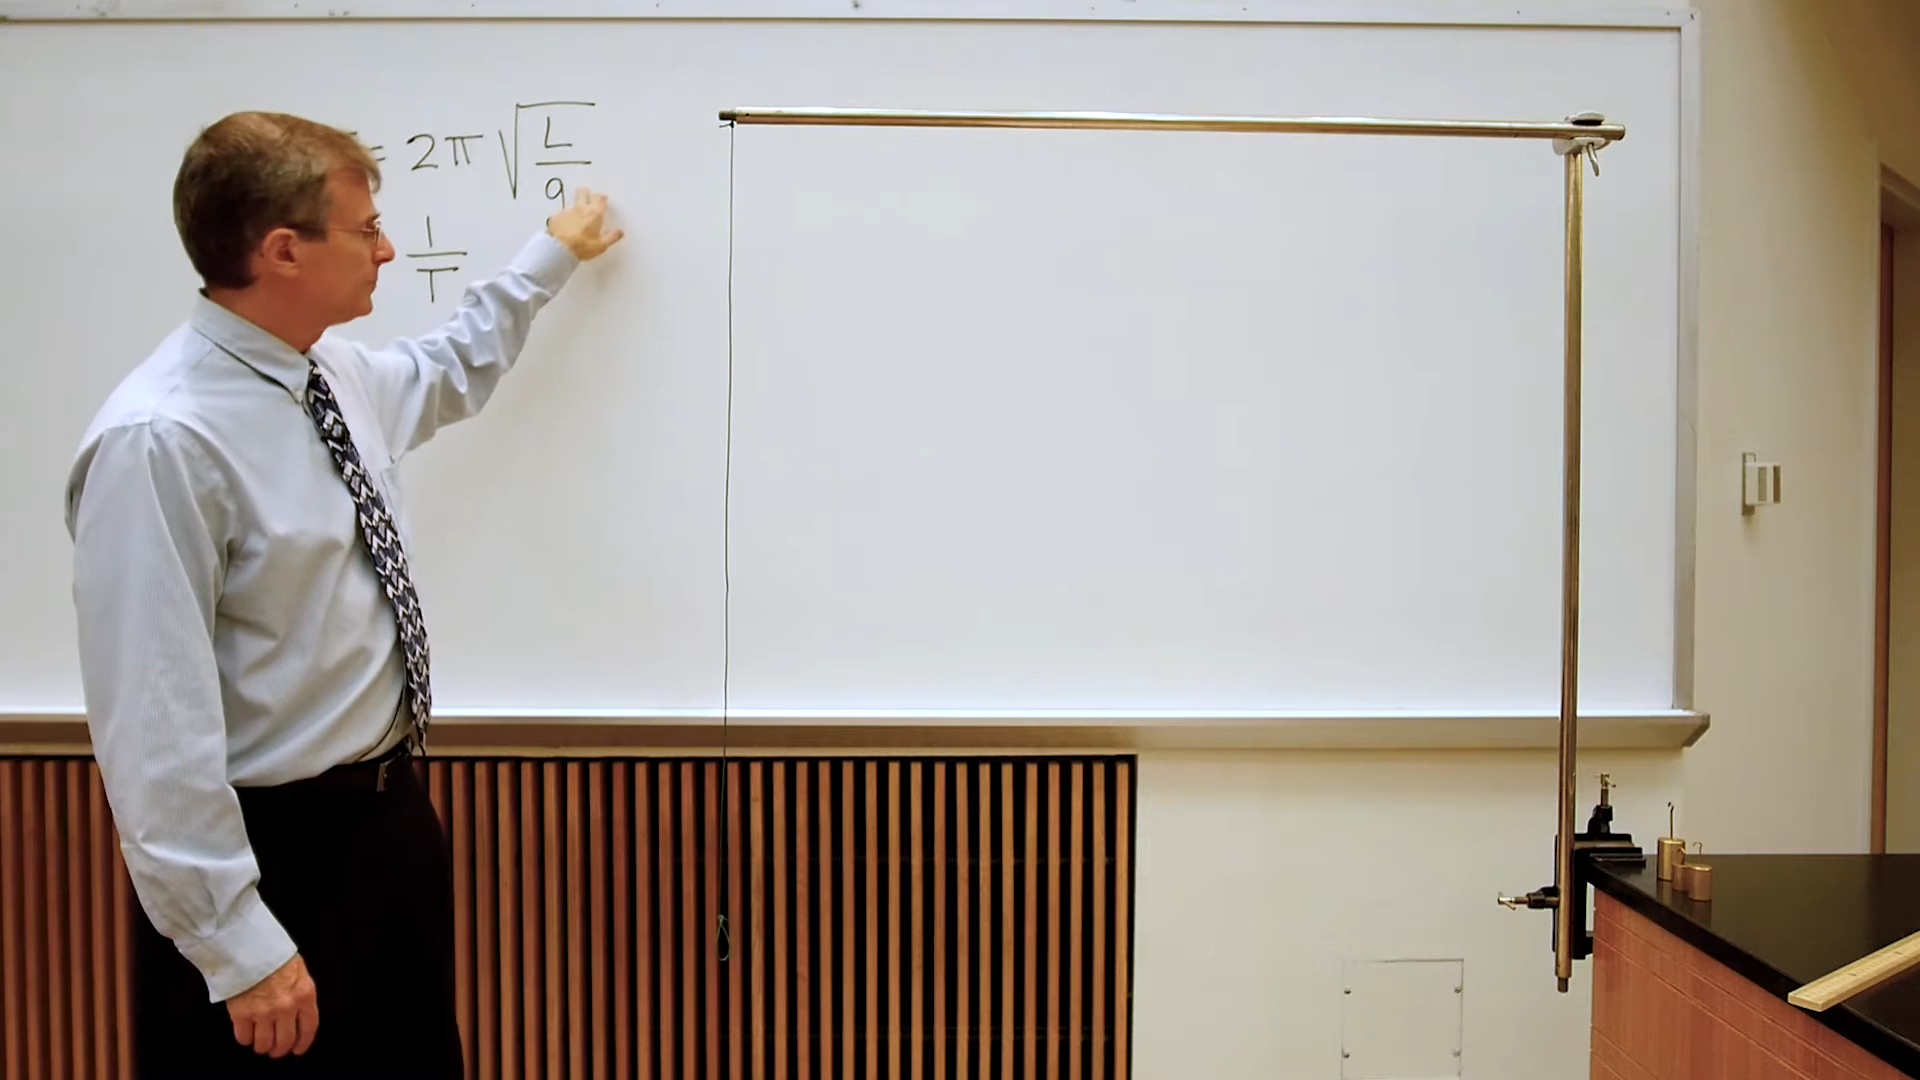 = 2π √(L/g)
1/T